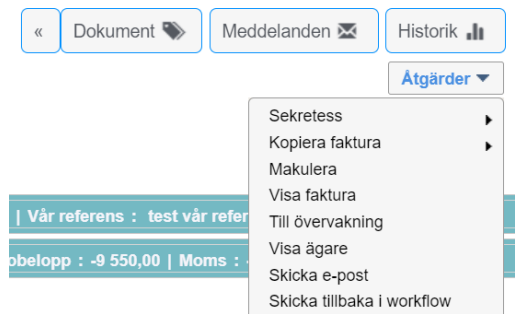 « Dokument Meddelanden Historik
Åtgärder
Sekretess
Kopiera faktura
Makulera
Visa faktura
| Vår referens : test vår refer
Till övervakning
Visa ägare
obelopp : -9 550,00 | Moms :
Skicka e-post
Skicka tillbaka i workflow